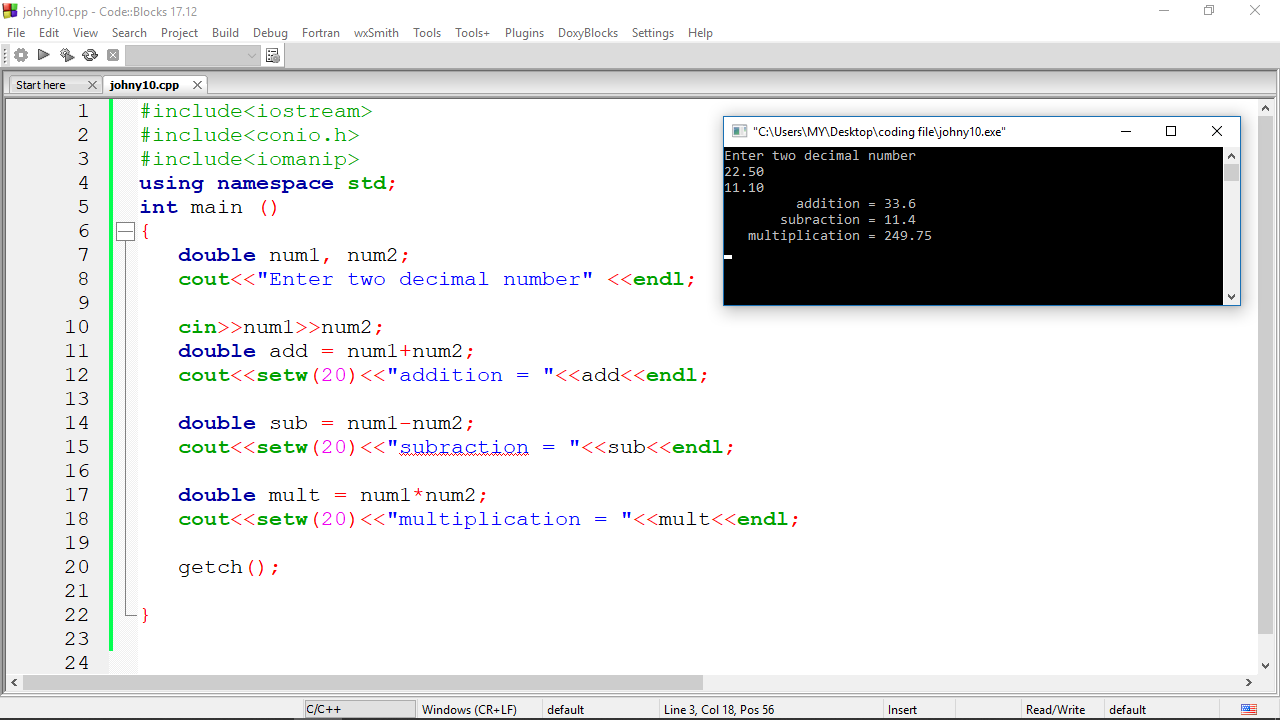 johny10.cpp - Code::Blocks 17.12
File Edit View Search Project Build Debug Fortran wxSmith Tools Tools+ Plugins DoxyBlocks Settings Help
Start here johny10.cpp
1 #include<iostream>
2 #include<conio.h>
3 #include<iomanip>
4 using namespace std;
5 int main ()
6 {
7 double num1, num2;
8 cout<<"Enter two decimal number" <<endl;
9
10 cin>>num1>>num2;
11 double add = num1+num2;
12 cout<<setw(20)<<"addition = "<<add<<endl;
13
14 double sub = num1-num2;
15 cout<<setw(20)<<"subraction = "<<sub<<endl;
16
17 double mult = num1*num2;
18 cout<<setw(20)<<"multiplication = "<<mult<<endl;
19
20 getch();
21
22 }
23
24
"C:\Users\MY\Desktop\coding file\johny10.exe"
Enter two decimal number
22.50
11.10
addition = 33.6
subraction = 11.4
multiplication = 249.75
C/C++ Windows (CR+LF) default Line 3, Col 18, Pos 56 Insert Read/Write default